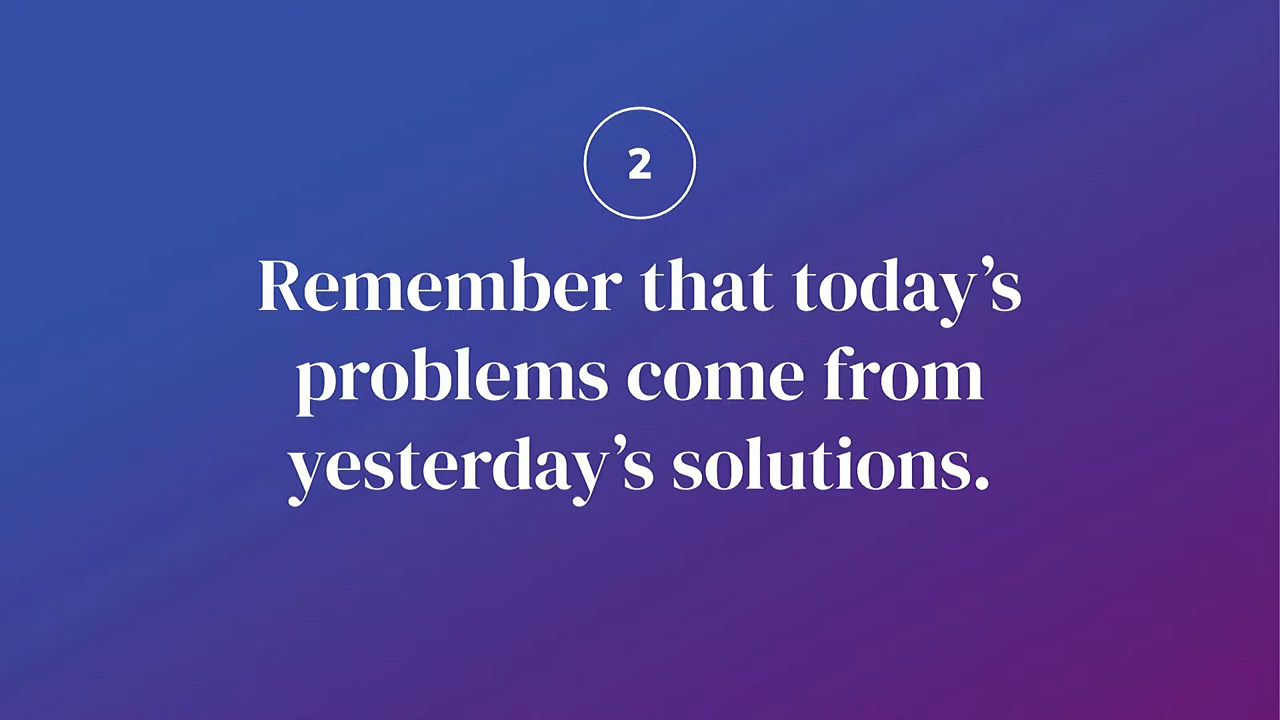 2
Remember that today’s
problems come from
yesterday’s solutions.